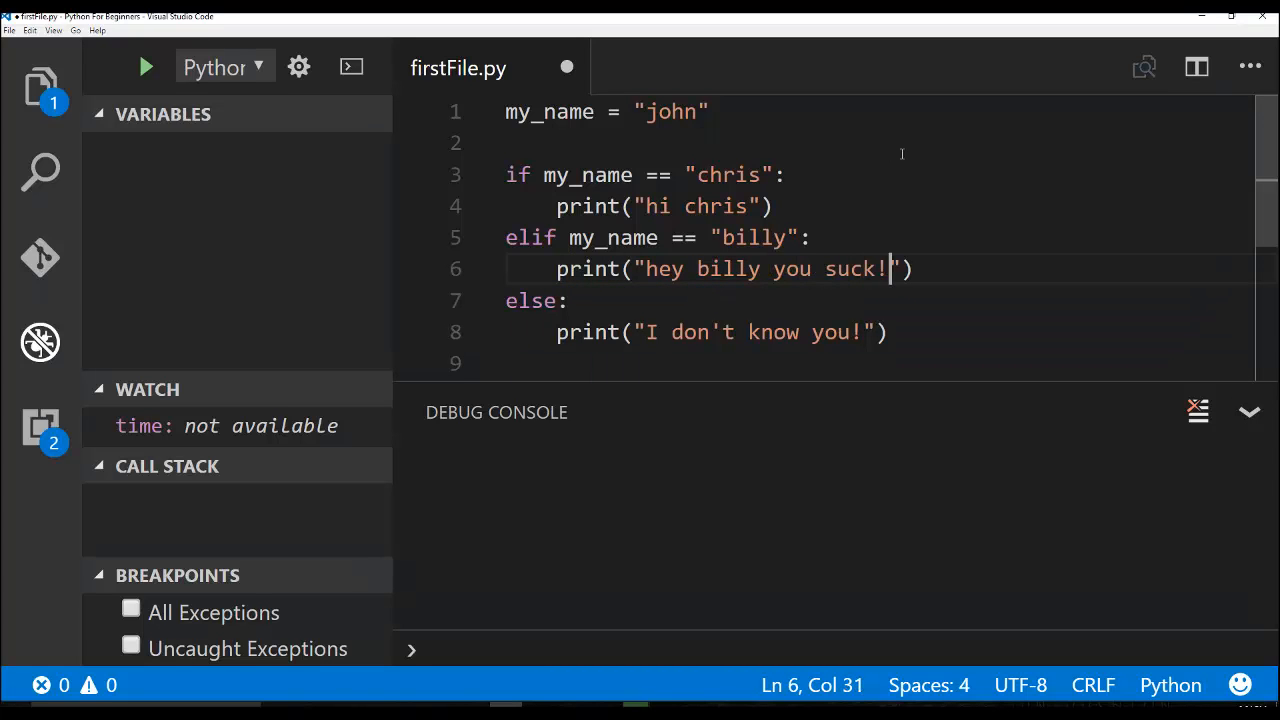 ● firstFile.py - Python For Beginners - Visual Studio Code
File Edit View Go Help
Python
firstFile.py
VARIABLES
WATCH
time: not available
CALL STACK
BREAKPOINTS
All Exceptions
Uncaught Exceptions
1 my_name = "john"
2
3 if my_name == "chris":
4 print("hi chris")
5 elif my_name == "billy":
6 print("hey billy you suck!")
7 else:
8 print("I don't know you!")
9
DEBUG CONSOLE
1
2
0 0
Ln 6, Col 31 Spaces: 4 UTF-8 CRLF Python